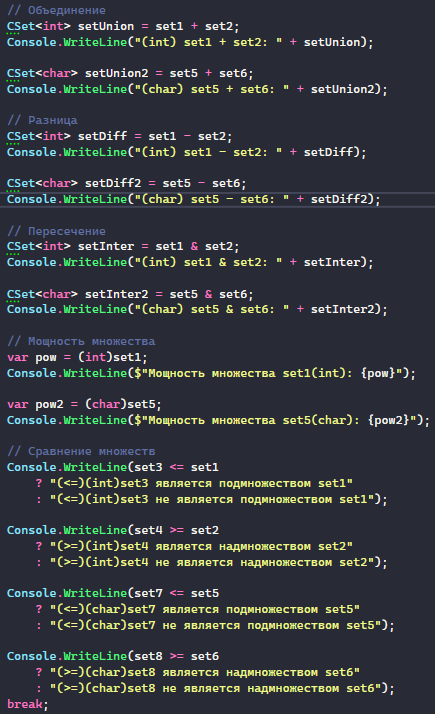 // Объединение
CSet<int> setUnion = set1 + set2;
Console.WriteLine("(int) set1 + set2: " + setUnion);

CSet<char> setUnion2 = set5 + set6;
Console.WriteLine("(char) set5 + set6: " + setUnion2);

// Разница
CSet<int> setDiff = set1 - set2;
Console.WriteLine("(int) set1 - set2: " + setDiff);

CSet<char> setDiff2 = set5 - set6;
Console.WriteLine("(char) set5 - set6: " + setDiff2);

// Пересечение
CSet<int> setInter = set1 & set2;
Console.WriteLine("(int) set1 & set2: " + setInter);

CSet<char> setInter2 = set5 & set6;
Console.WriteLine("(char) set5 & set6: " + setInter2);

// Мощность множества
var pow = (int)set1;
Console.WriteLine($"Мощность множества set1(int): {pow}");

var pow2 = (char)set5;
Console.WriteLine($"Мощность множества set5(char): {pow2}");

// Сравнение множеств
Console.WriteLine(set3 <= set1
    ? "(<=)(int)set3 является подмножеством set1"
    : "(<=)(int)set3 не является подмножеством set1");

Console.WriteLine(set4 >= set2
    ? "(>=)(int)set4 является надмножеством set2"
    : "(>=)(int)set4 не является надмножеством set2");

Console.WriteLine(set7 <= set5
    ? "(<=)(char)set7 является подмножеством set5"
    : "(<=)(char)set7 не является подмножеством set5");

Console.WriteLine(set8 >= set6
    ? "(>=)(char)set8 является надмножеством set6"
    : "(>=)(char)set8 не является надмножеством set6");
break;